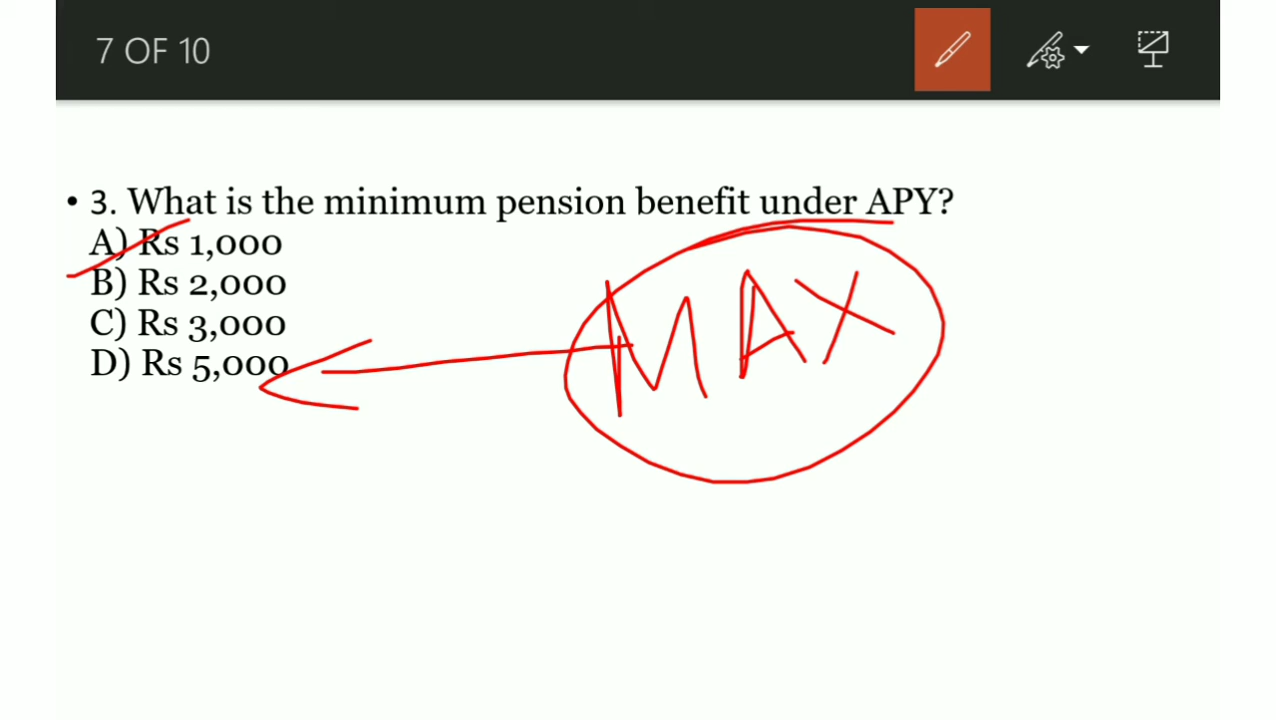 7 OF 10
• 3. What is the minimum pension benefit under APY?
A) Rs 1,000
B) Rs 2,000
C) Rs 3,000
D) Rs 5,000
MAX